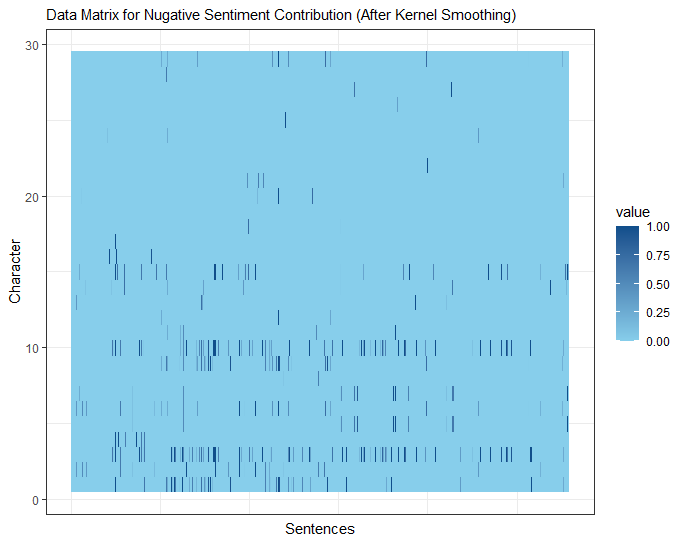 Data Matrix for Nugative Sentiment Contribution (After Kernel Smoothing)
30
20
10
0
Character
Sentences
value
1.00
0.75
0.50
0.25
0.00